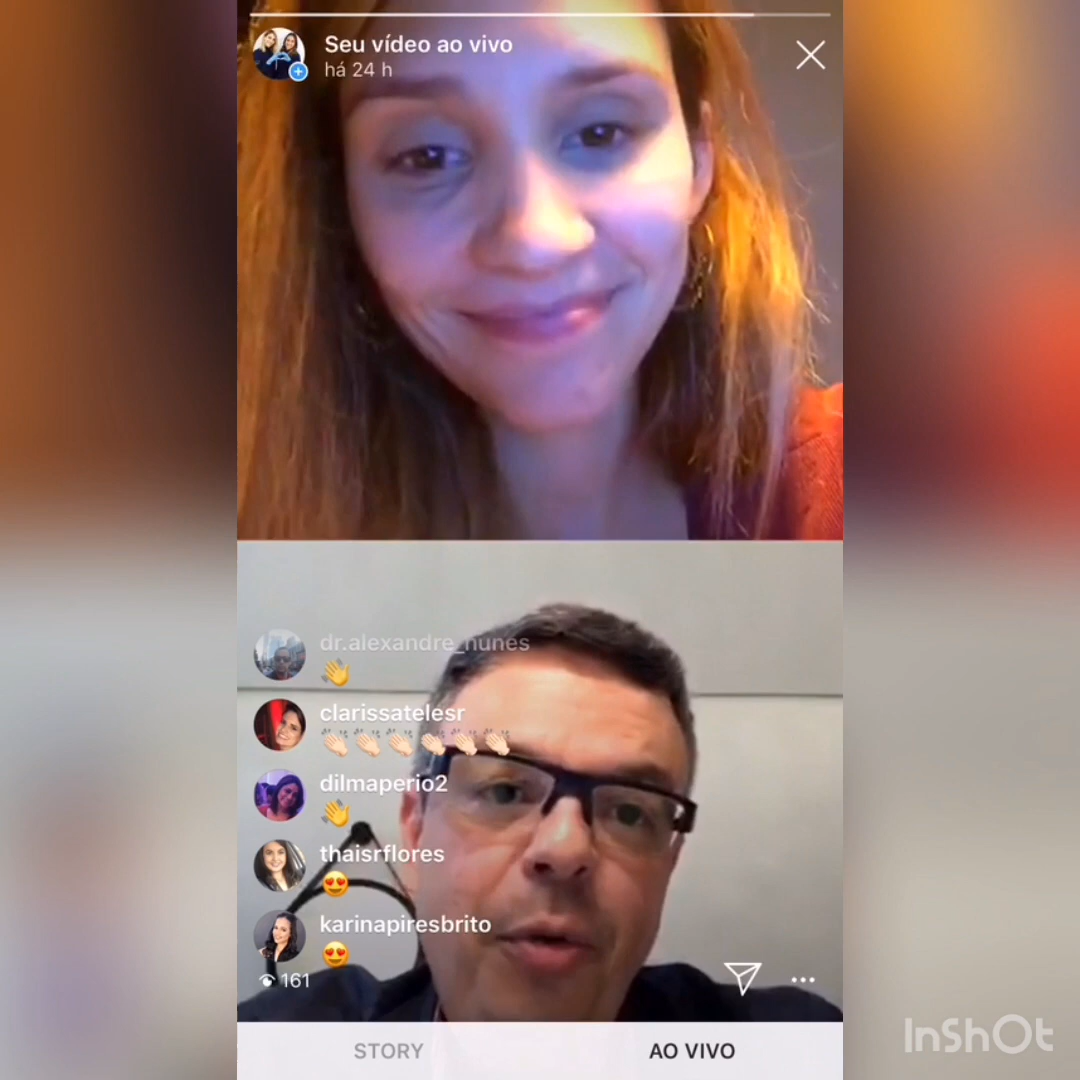 Seu vídeo ao vivo
há 24 h
dr.alexandre_nunes
clarissatelesr
dilmaperio2
thaisrflores
karinapiresbrito
161
STORY
AO VIVO
InShOt